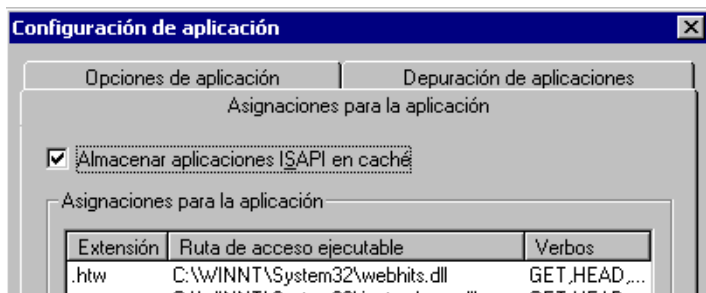 Configuración de aplicación
Opciones de aplicación Depuración de aplicaciones
Asignaciones para la aplicación
Almacenar aplicaciones ISAPI en caché
Asignaciones para la aplicación
Extensión Ruta de acceso ejecutable Verbos
.htw C:\WINNT\System32\webhits.dll GET,HEAD,...